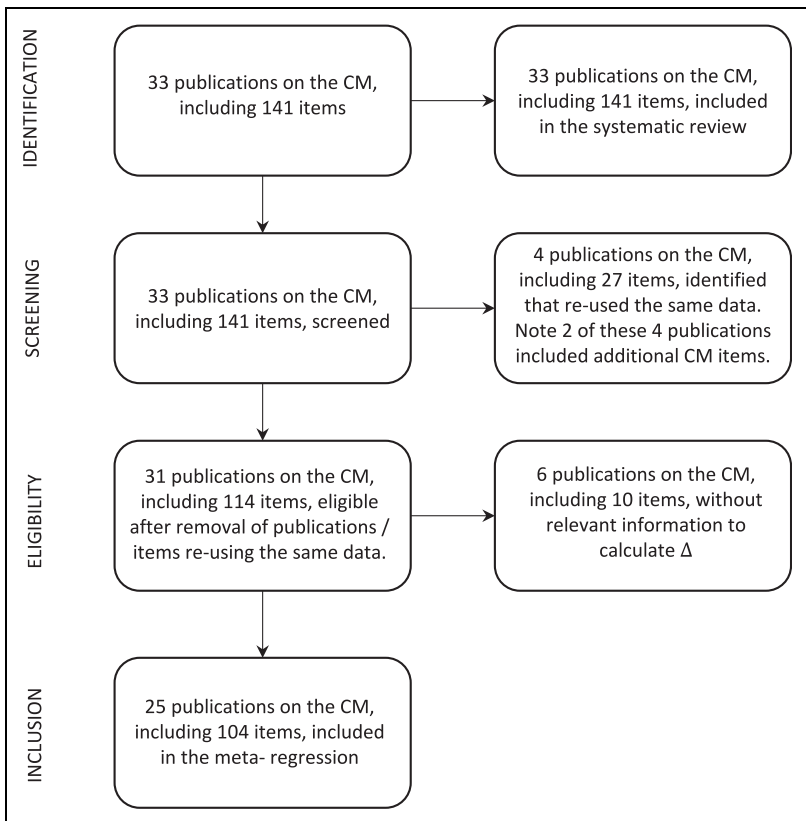 IDENTIFICATION
33 publications on the CM,
including 141 items
33 publications on the CM,
including 141 items, included
in the systematic review
SCREENING
33 publications on the CM,
including 141 items, screened
4 publications on the CM,
including 27 items, identified
that re-used the same data.
Note 2 of these 4 publications
included additional CM items.
ELIGIBILITY
31 publications on the CM,
including 114 items, eligible
after removal of publications /
items re-using the same data.
6 publications on the CM,
including 10 items, without
relevant information to
calculate Δ
INCLUSION
25 publications on the CM,
including 104 items, included
in the meta- regression